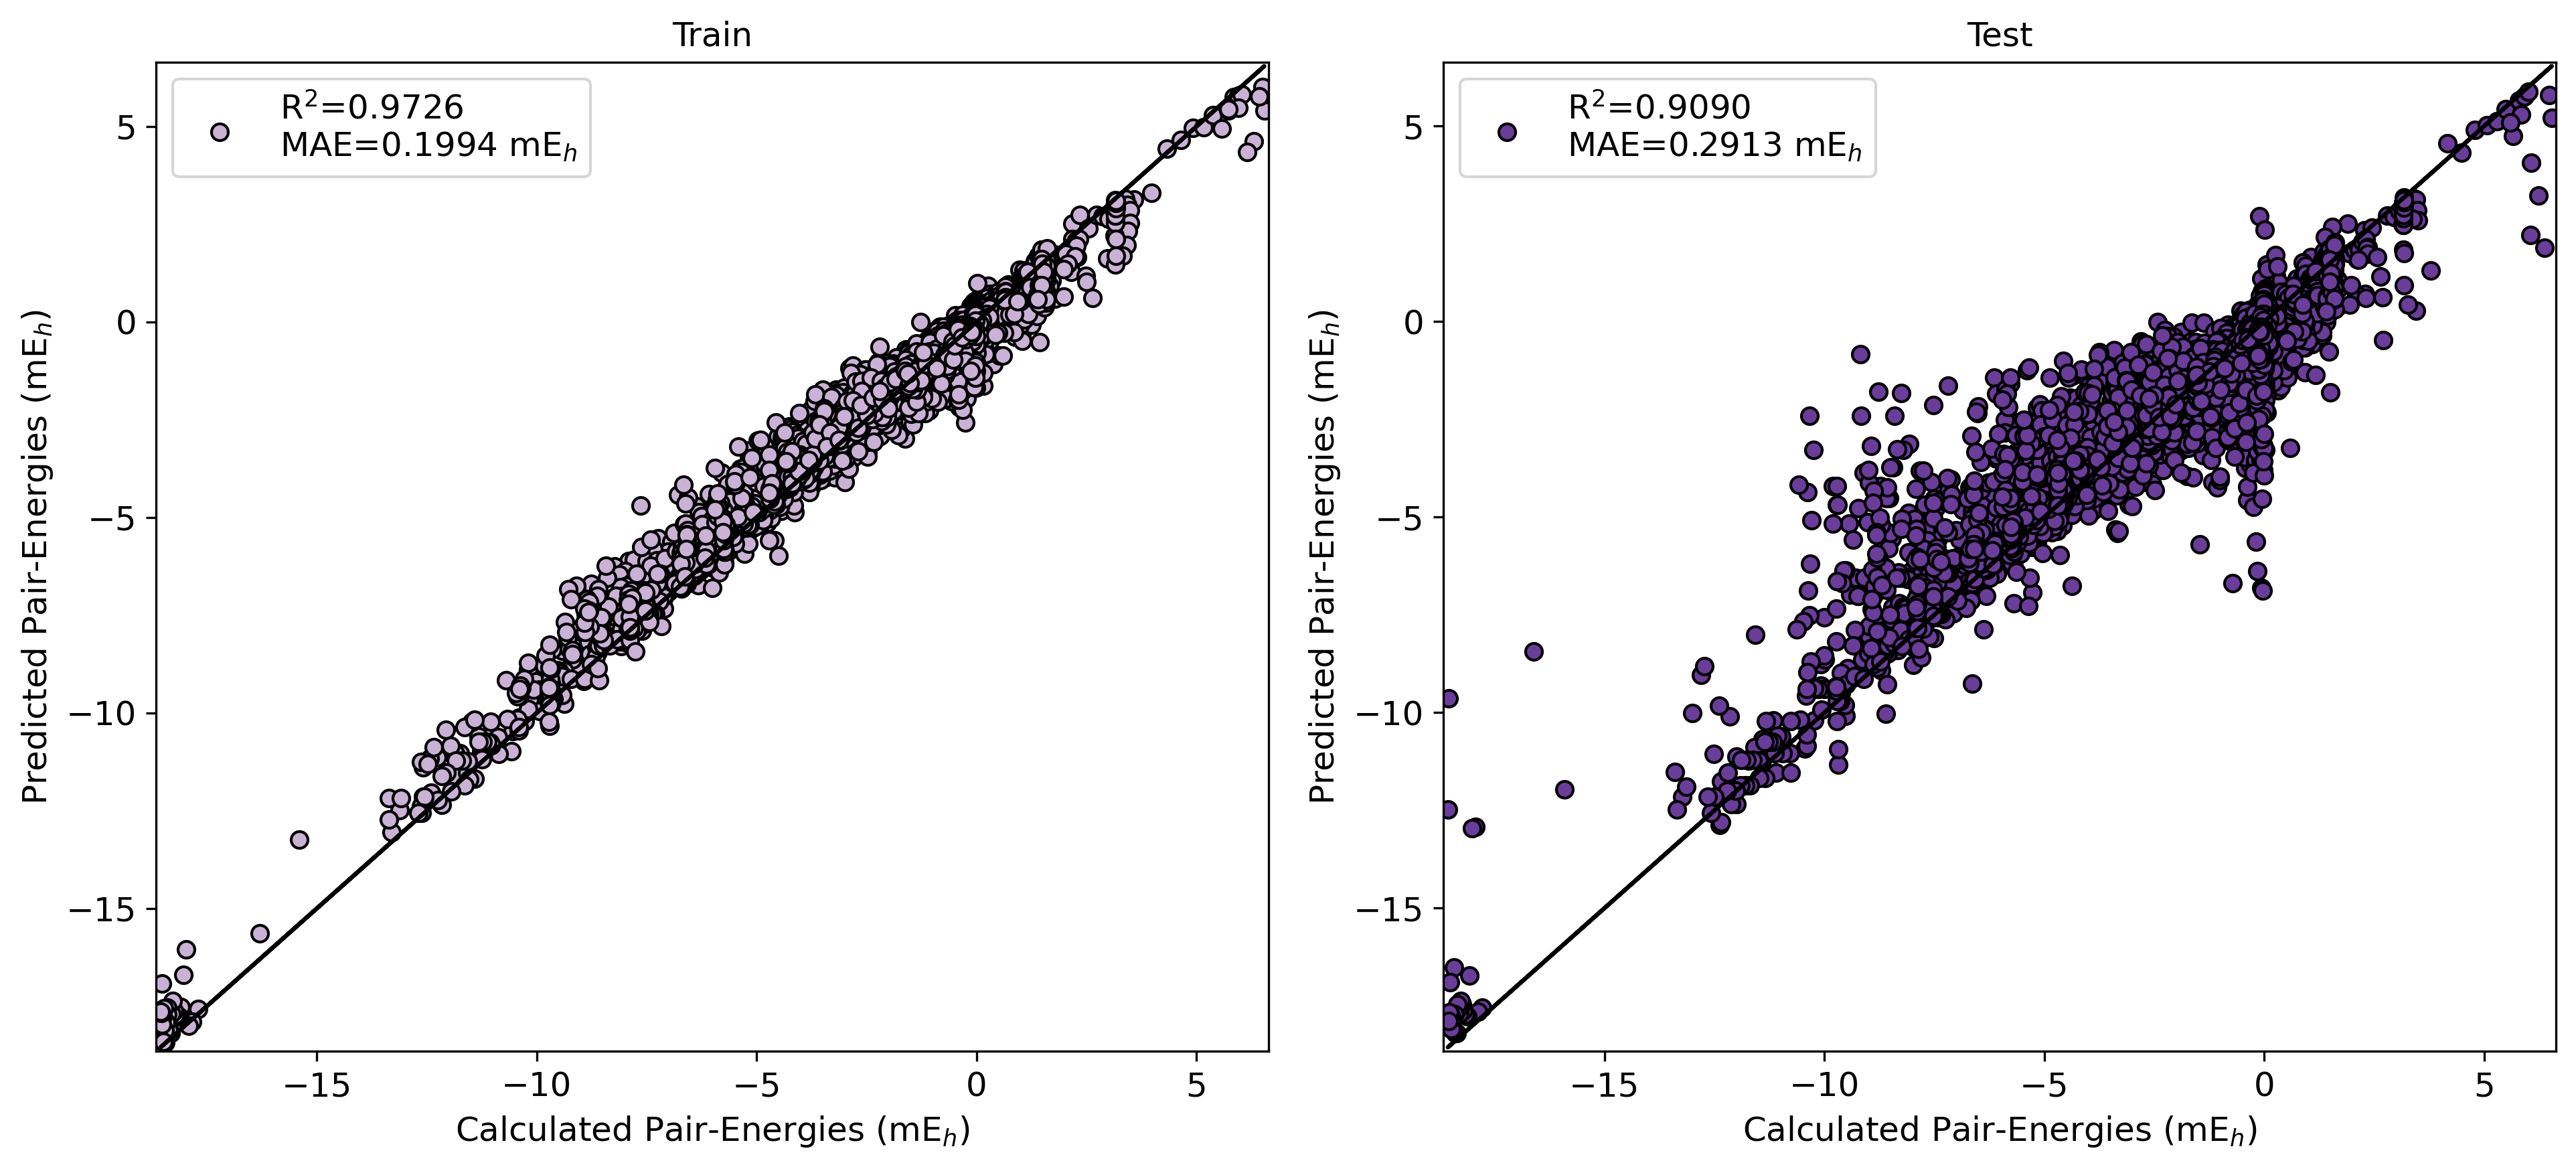 Train
R²=0.9726
MAE=0.1994 mEₕ
5
0
−5
−10
−15
Predicted Pair-Energies (mEₕ)
−15 −10 −5 0 5
Calculated Pair-Energies (mEₕ)
Test
R²=0.9090
MAE=0.2913 mEₕ
5
0
−5
−10
−15
Predicted Pair-Energies (mEₕ)
−15 −10 −5 0 5
Calculated Pair-Energies (mEₕ)